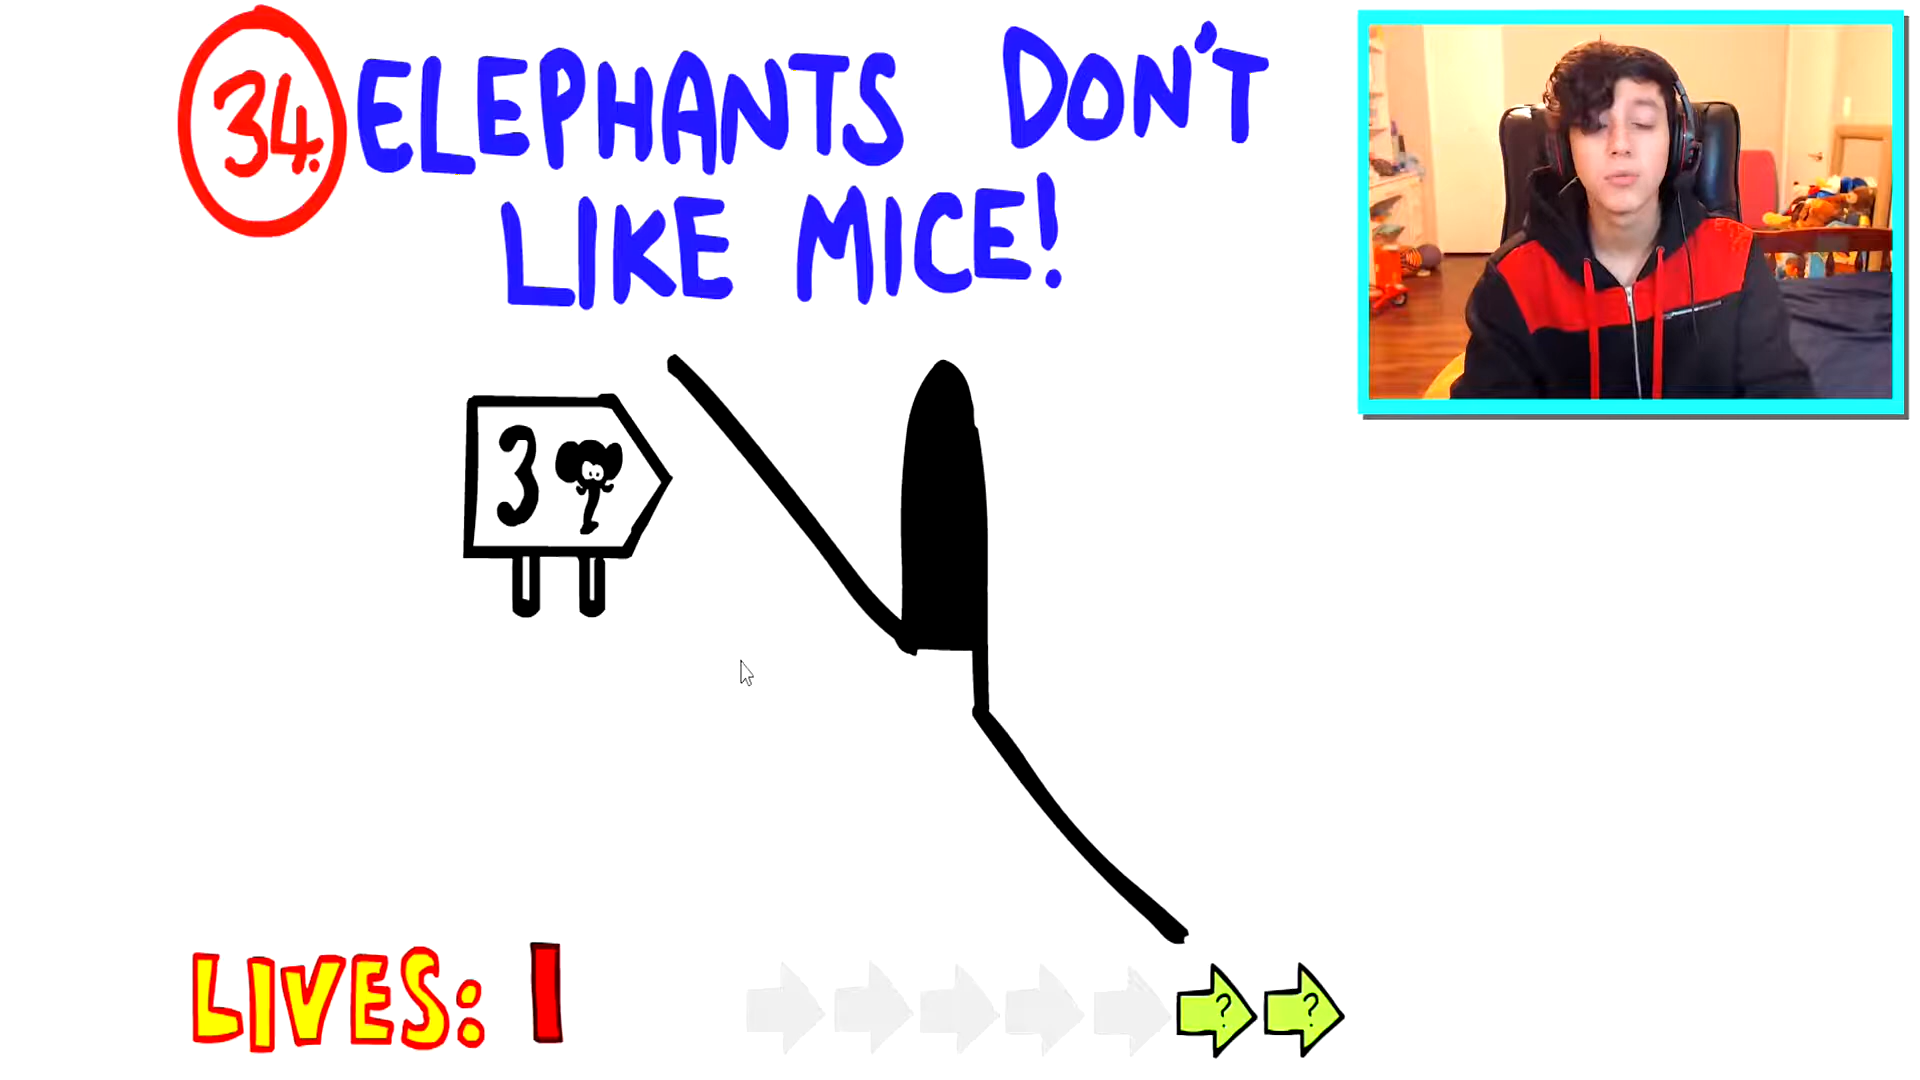 34. ELEPHANTS DON'T
LIKE MICE!
3
LIVES: 1
? ?